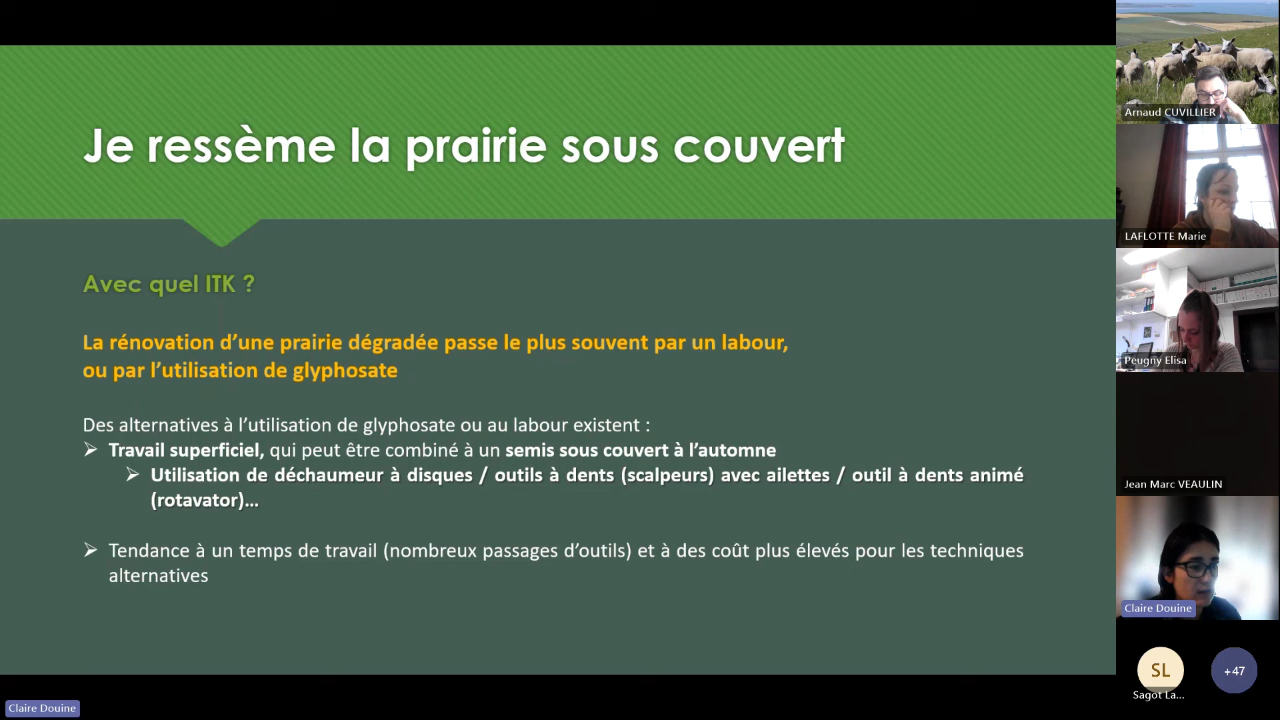 Je ressème la prairie sous couvert
Avec quel ITK ?
La rénovation d’une prairie dégradée passe le plus souvent par un labour,
ou par l’utilisation de glyphosate
Des alternatives à l’utilisation de glyphosate ou au labour existent :
Travail superficiel, qui peut être combiné à un semis sous couvert à l’automne
Utilisation de déchaumeur à disques / outils à dents (scalpeurs) avec ailettes / outil à dents animé
(rotavator)…
Tendance à un temps de travail (nombreux passages d’outils) et à des coût plus élevés pour les techniques
alternatives
Arnaud CUVILLIER
LAFLOTTE Marie
Peugny Elisa
Jean Marc VEAULIN
Claire Douine
SL
+47
Sagot La...
Claire Douine